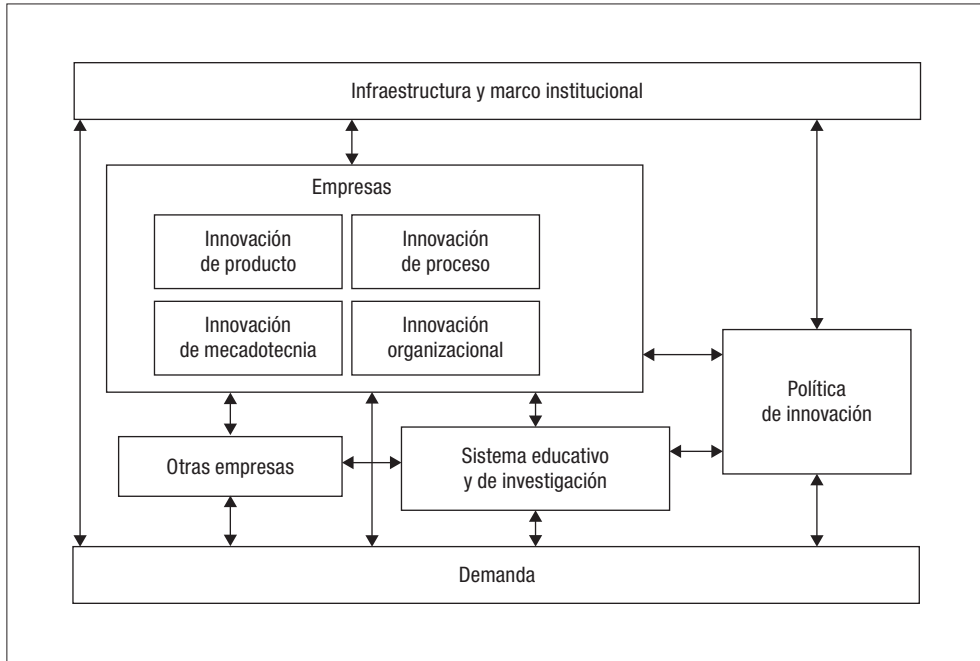 Infraestructura y marco institucional
Empresas
Innovación
de producto
Innovación
de proceso
Innovación
de mecadotecnia
Innovación
organizacional
Política
de innovación
Otras empresas
Sistema educativo
y de investigación
Demanda